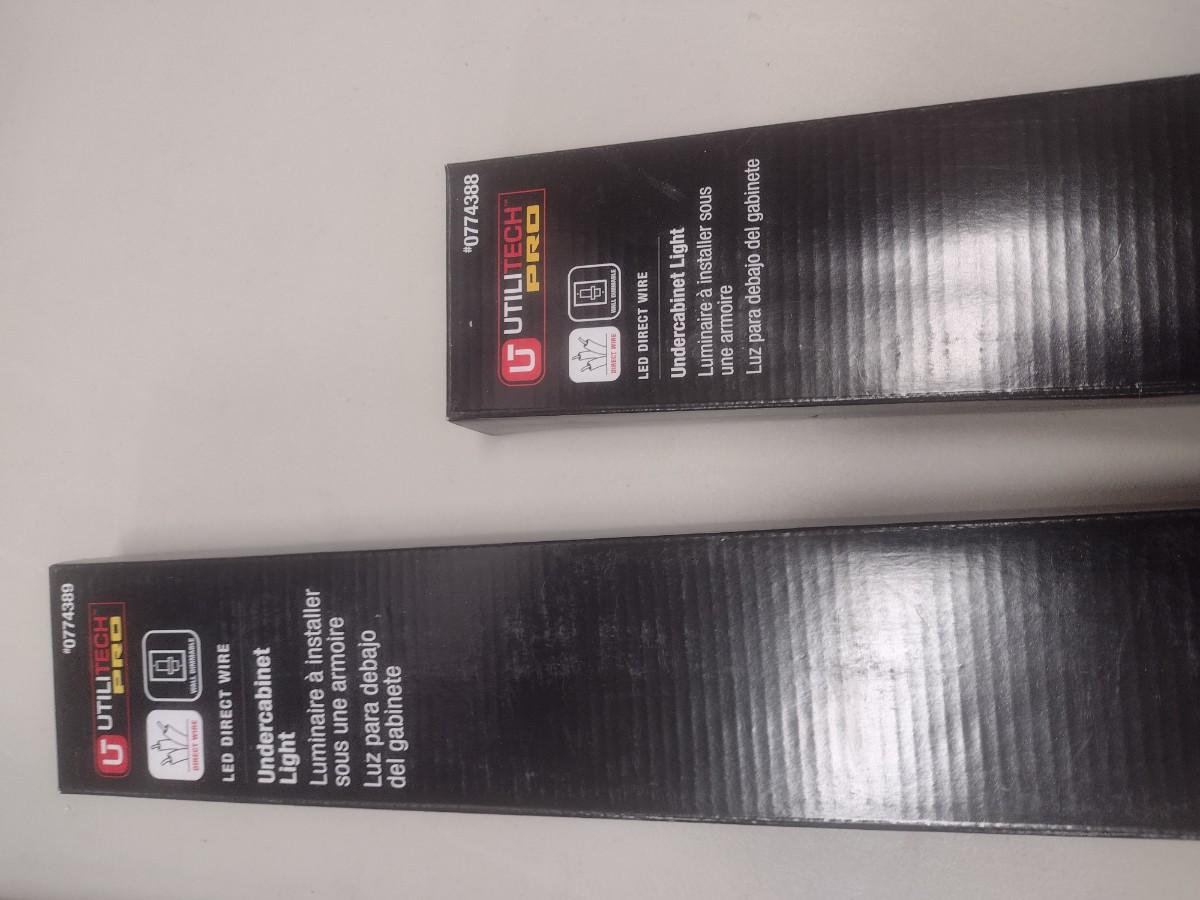 #0774388
UTILITECH™
PRO
DIRECT WIRE
WALL DIMMABLE
LED DIRECT WIRE
Undercabinet Light
Luminaire à installer sous
une armoire
Luz para debajo del gabinete
#0774389
UTILITECH™
PRO
DIRECT WIRE
WALL DIMMABLE
LED DIRECT WIRE
Undercabinet
Light
Luminaire à installer
sous une armoire
Luz para debajo
del gabinete